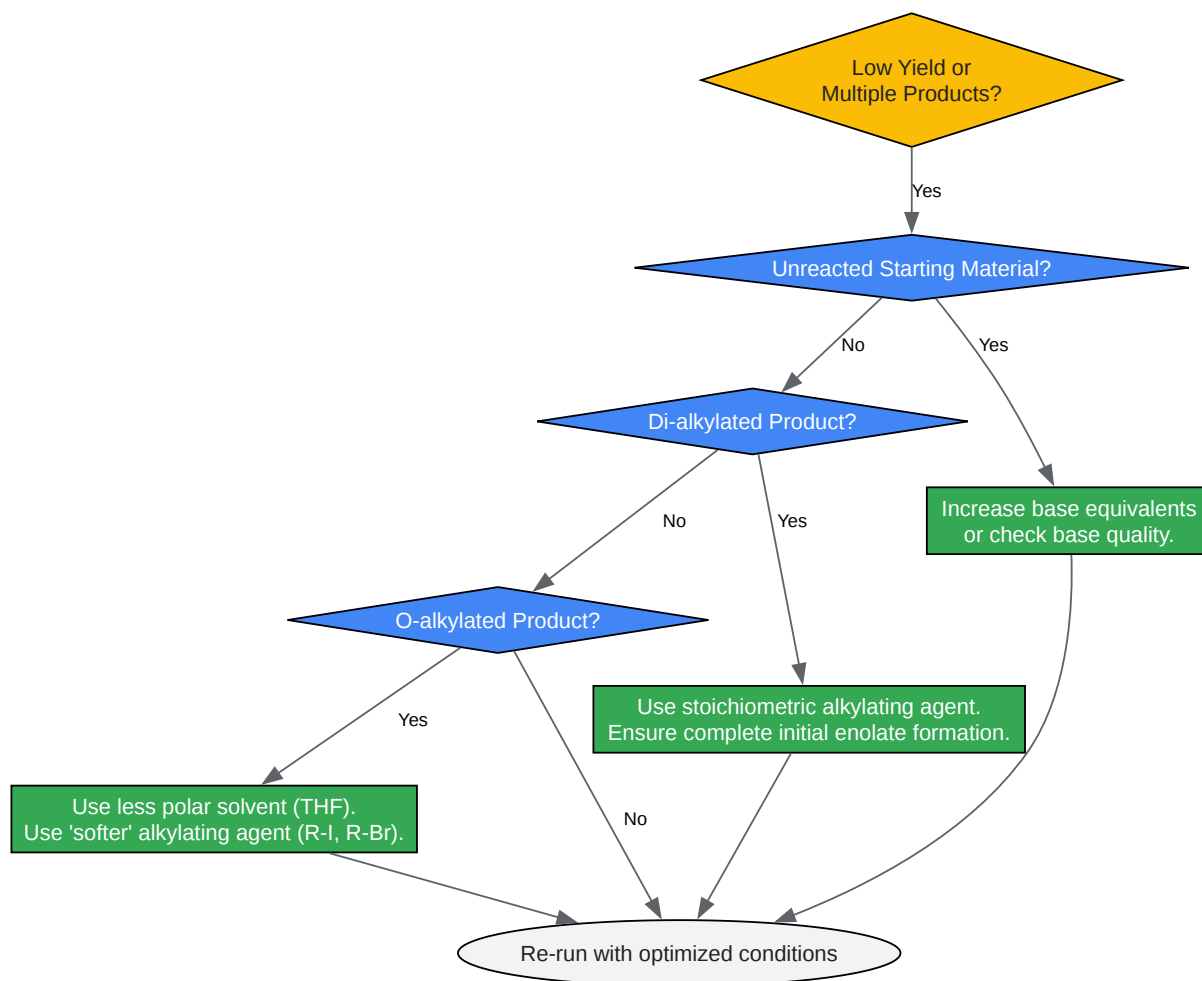 Low Yield or
Multiple Products?
Yes
Unreacted Starting Material?
No
Yes
Di-alkylated Product?
Increase base equivalents
or check base quality.
No
Yes
O-alkylated Product?
Use stoichiometric alkylating agent.
Ensure complete initial enolate formation.
Yes
Use less polar solvent (THF).
Use 'softer' alkylating agent (R-I, R-Br).
No
Re-run with optimized conditions